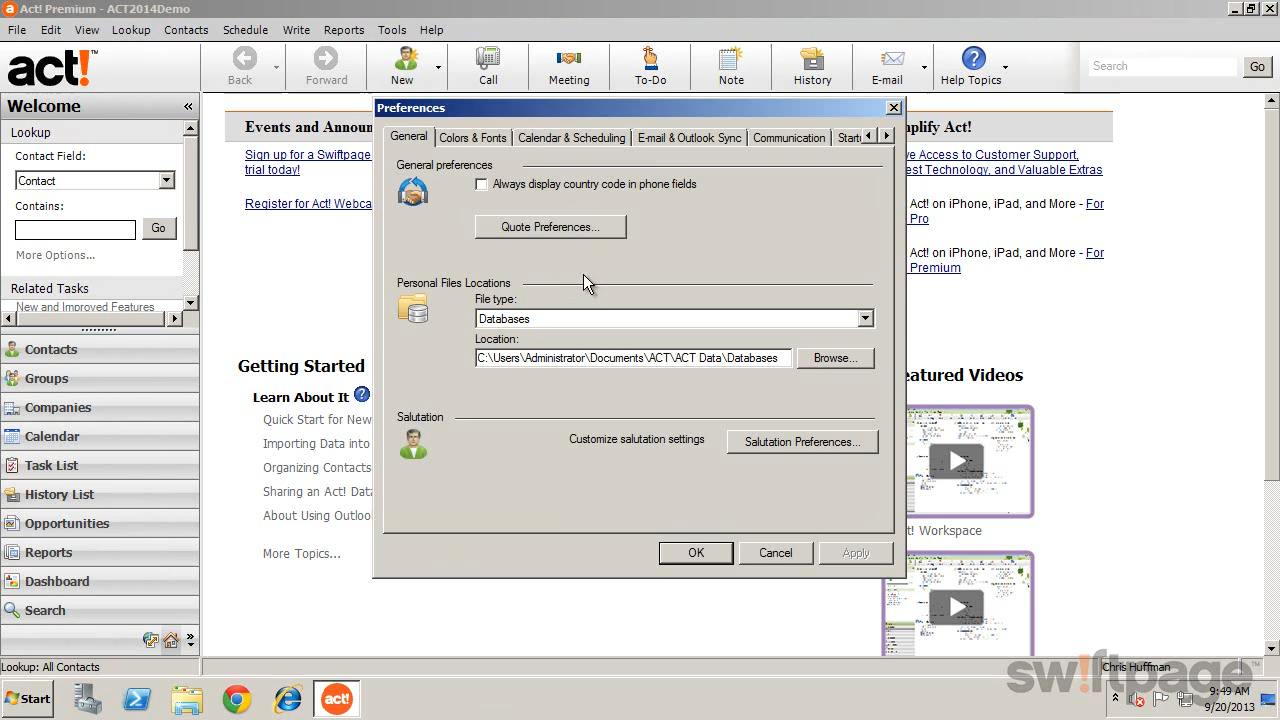 Act! Premium - ACT2014Demo
File Edit View Lookup Contacts Schedule Write Reports Tools Help
act!™
Back Forward New Call Meeting To-Do Note History E-mail Help Topics
Search Go
Welcome
Lookup
Contact Field:
Contact
Contains:
Go
More Options...
Related Tasks
New and Improved Features
Contacts
Groups
Companies
Calendar
Task List
History List
Opportunities
Reports
Dashboard
Search
Lookup: All Contacts
Events and Announ
Sign up for a Swiftpage
trial today!
Register for Act! Webca
Getting Started
Learn About It
Quick Start for New
Importing Data into
Organizing Contacts
Sharing an Act! Data
About Using Outloo
More Topics...
Preferences
General Colors & Fonts Calendar & Scheduling E-mail & Outlook Sync Communication Start
General preferences
Always display country code in phone fields
Quote Preferences...
Personal Files Locations
File type:
Databases
Location:
C:\Users\Administrator\Documents\ACT\ACT Data\Databases
Browse...
Salutation
Customize salutation settings:
Salutation Preferences...
OK Cancel Apply
mplify Act!
ve Access to Customer Support,
est Technology, and Valuable Extras
Act! on iPhone, iPad, and More - For
Pro
Act! on iPhone, iPad, and More - For
Premium
eatured Videos
t! Workspace
Chris Huffman
sw!ftpage™
Start
act!
9:49 AM
9/20/2013